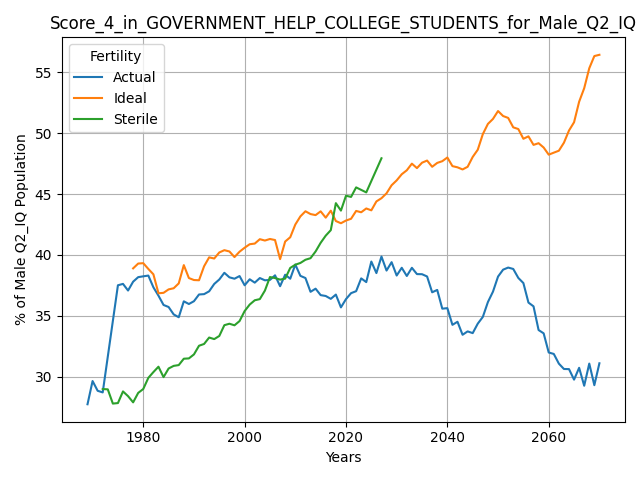 Score_4_in_GOVERNMENT_HELP_COLLEGE_STUDENTS_for_Male_Q2_IQ
Fertility
Actual
Ideal
Sterile
% of Male Q2_IQ Population
55
50
45
40
35
30
1980
2000
2020
2040
2060
Years